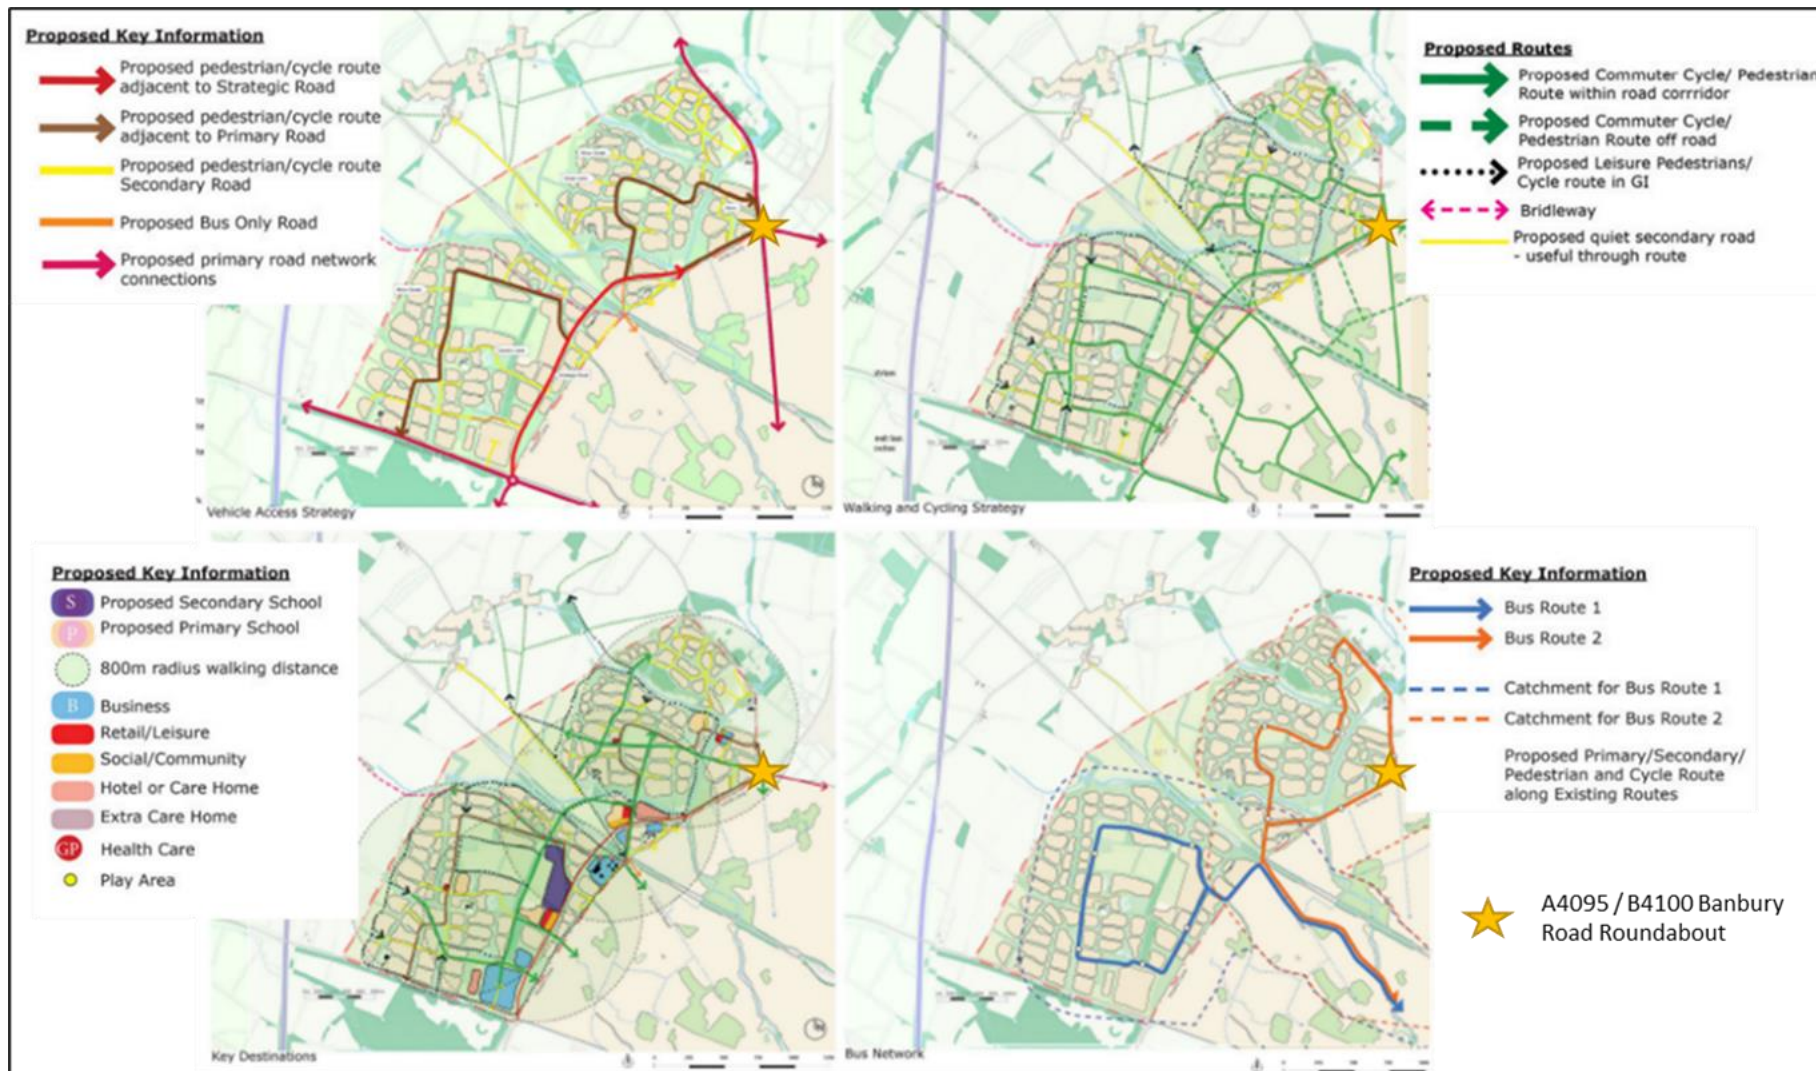 Proposed Key Information
Proposed pedestrian/cycle route
adjacent to Strategic Road
Proposed pedestrian/cycle route
adjacent to Primary Road
Proposed pedestrian/cycle route
Secondary Road
Proposed Bus Only Road
Proposed primary road network
connections
Vehicle Access Strategy
Proposed Routes
Proposed Commuter Cycle/ Pedestrian
Route within road corrridor
Proposed Commuter Cycle/
Pedestrian Route off road
Proposed Leisure Pedestrians/
Cycle route in GI
Bridleway
Proposed quiet secondary road
- useful through route
Walking and Cycling Strategy
Proposed Key Information
S Proposed Secondary School
P Proposed Primary School
800m radius walking distance
B Business
Retail/Leisure
Social/Community
Hotel or Care Home
Extra Care Home
GP Health Care
Play Area
Key Destinations
Proposed Key Information
Bus Route 1
Bus Route 2
Catchment for Bus Route 1
Catchment for Bus Route 2
Proposed Primary/Secondary/
Pedestrian and Cycle Route
along Existing Routes
Bus Network
A4095 / B4100 Banbury
Road Roundabout